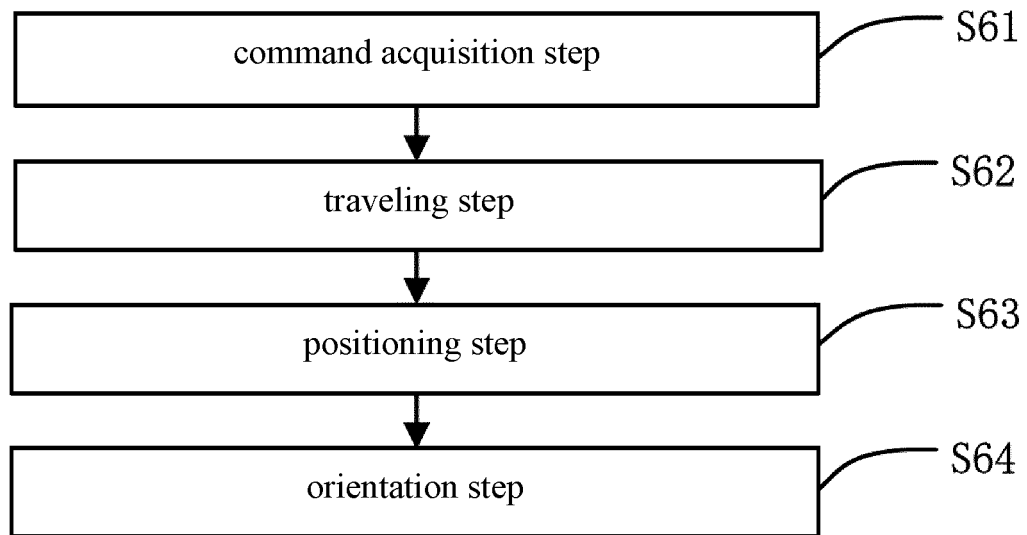 command acquisition step
S61
traveling step
S62
positioning step
S63
orientation step
S64